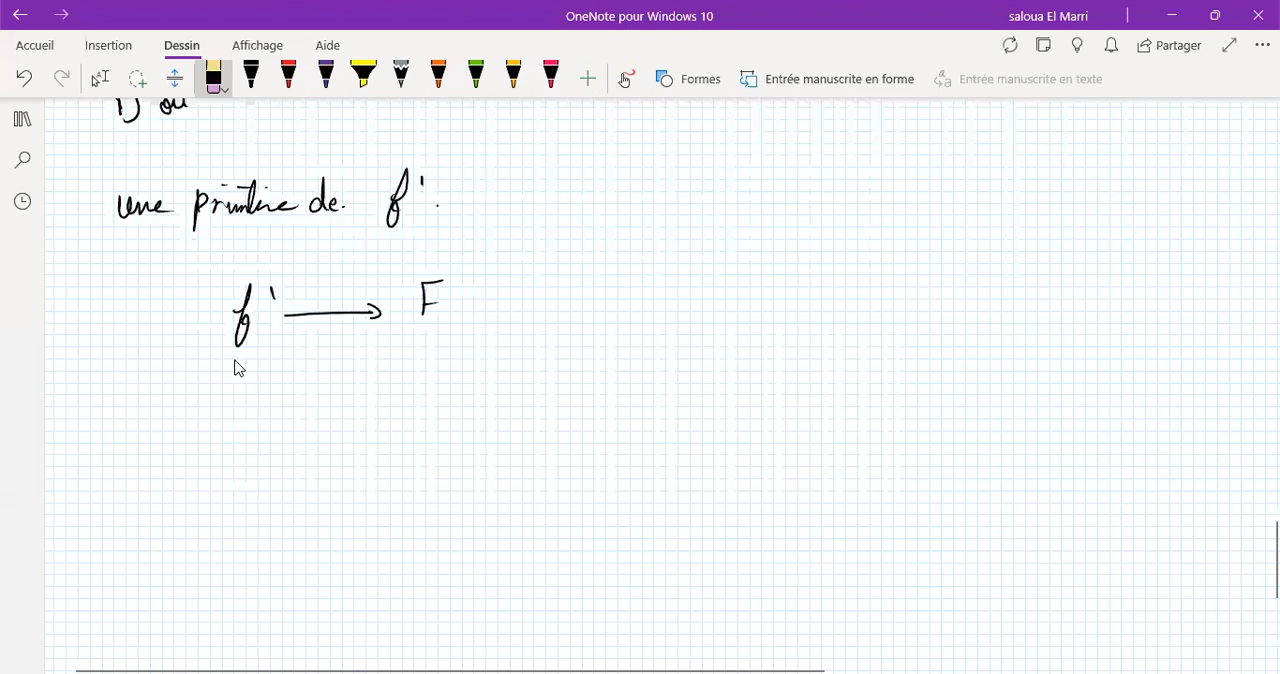 OneNote pour Windows 10
saloua El Marri
Accueil Insertion Dessin Affichage Aide
Partager
Formes Entrée manuscrite en forme Entrée manuscrite en texte
D'où
une primitive de. f'.
f' → F